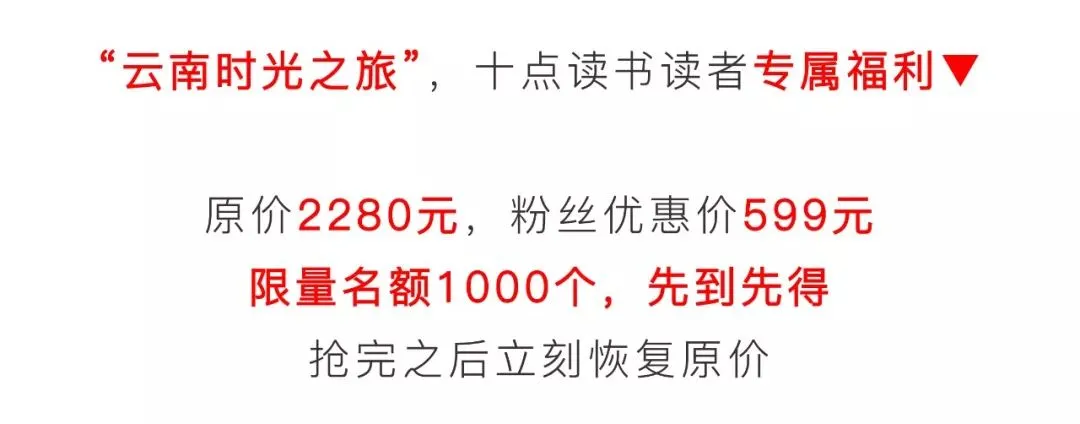 “云南时光之旅”，十点读书读者专属福利▼
原价2280元，粉丝优惠价599元
限量名额1000个，先到先得
抢完之后立刻恢复原价